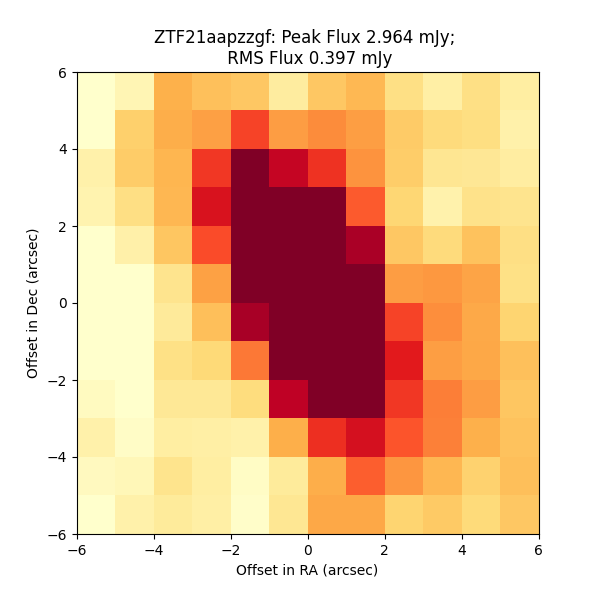 ZTF21aapzzgf: Peak Flux 2.964 mJy;
RMS Flux 0.397 mJy
6
4
2
0
−2
−4
−6
Offset in Dec (arcsec)
−6 −4 −2 0 2 4 6
Offset in RA (arcsec)